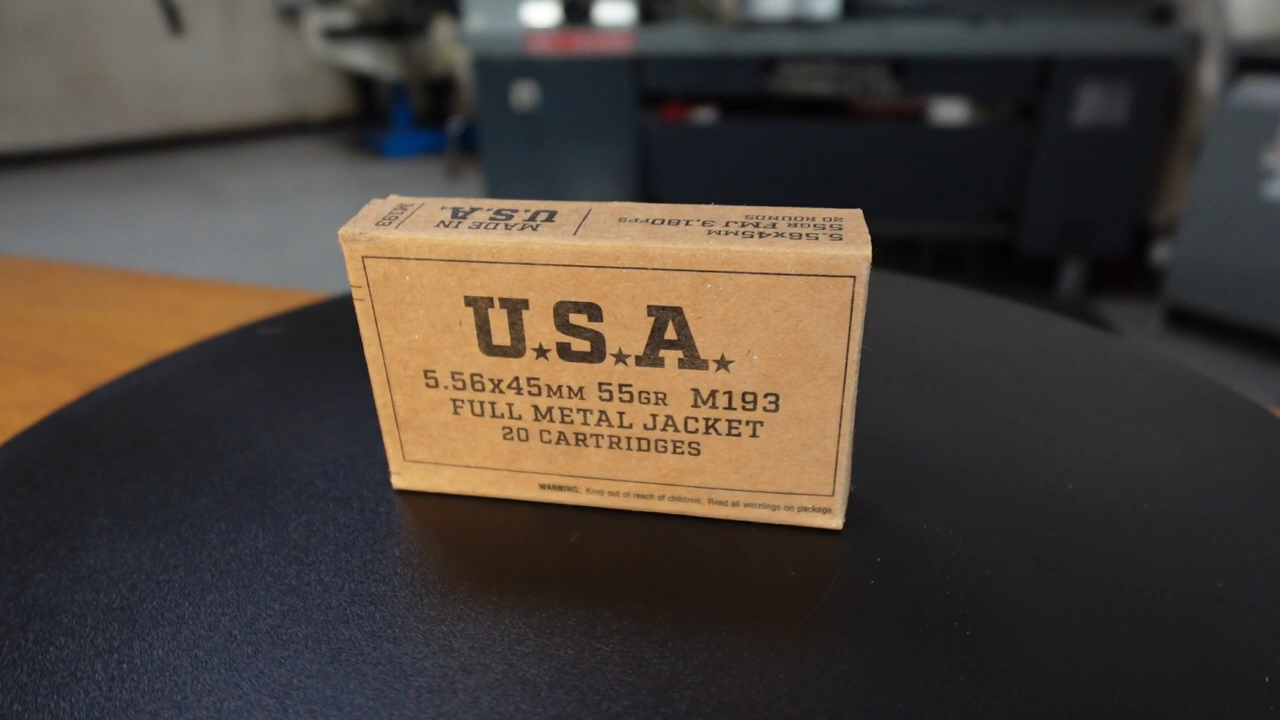 M193
MADE IN
U.S.A.
5.56x45MM
55GR FMJ 3,180FPS
20 ROUNDS
U.S.A.
5.56x45MM 55GR M193
FULL METAL JACKET
20 CARTRIDGES
WARNING: Keep out of reach of children. Read all warnings on package.